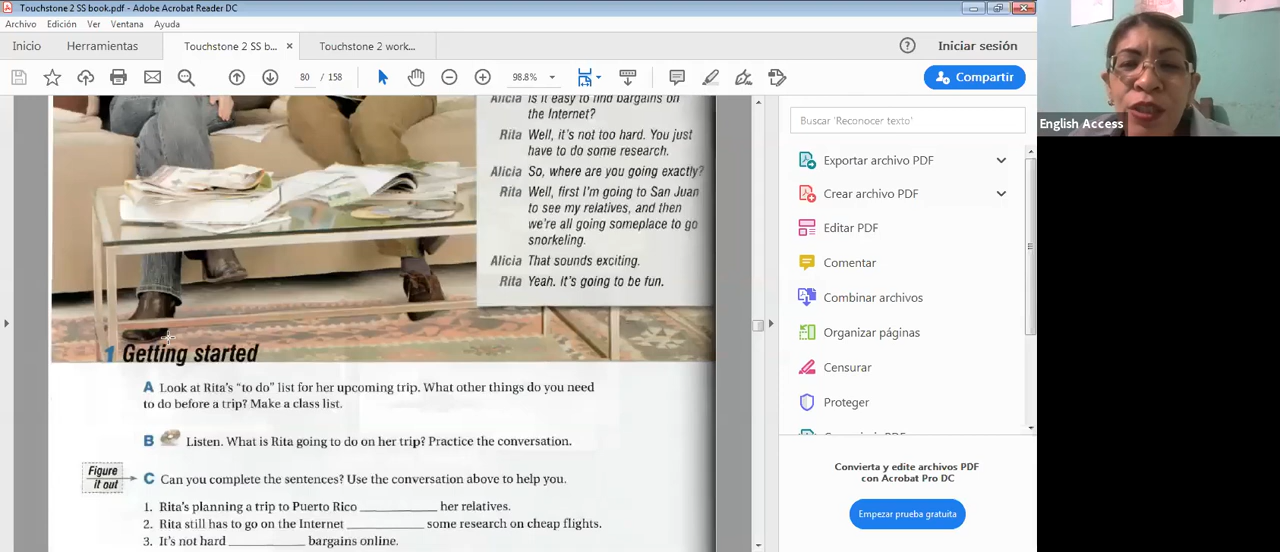 Touchstone 2 SS book.pdf - Adobe Acrobat Reader DC
Archivo Edición Ver Ventana Ayuda
Inicio Herramientas Touchstone 2 SS b... × Touchstone 2 work... Iniciar sesión
80 / 158 98.8% Compartir
English Access
Alicia Is it easy to find bargains on
the Internet?
Rita Well, it's not too hard. You just
have to do some research.
Alicia So, where are you going exactly?
Rita Well, first I'm going to San Juan
to see my relatives, and then
we're all going someplace to go
snorkeling.
Alicia That sounds exciting.
Rita Yeah. It's going to be fun.
1 Getting started
A Look at Rita's “to do” list for her upcoming trip. What other things do you need
to do before a trip? Make a class list.
B Listen. What is Rita going to do on her trip? Practice the conversation.
Figure
it out
C Can you complete the sentences? Use the conversation above to help you.
1. Rita's planning a trip to Puerto Rico __________ her relatives.
2. Rita still has to go on the Internet __________ some research on cheap flights.
3. It's not hard __________ bargains online.
Buscar 'Reconocer texto'
Exportar archivo PDF
Crear archivo PDF
Editar PDF
Comentar
Combinar archivos
Organizar páginas
Censurar
Proteger
Convierta y edite archivos PDF
con Acrobat Pro DC
Empezar prueba gratuita